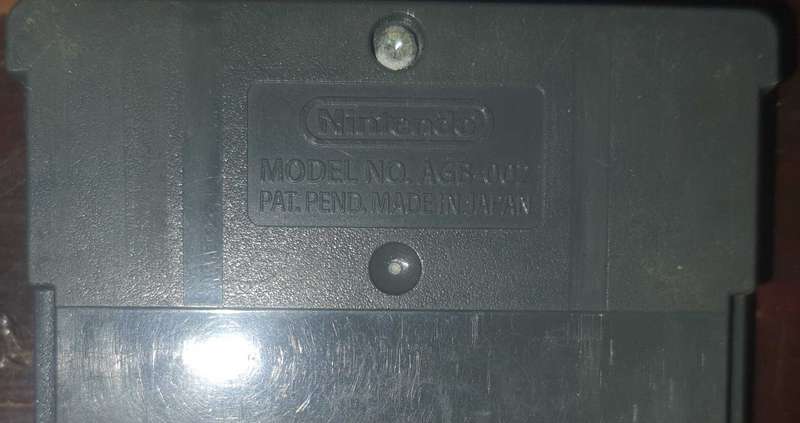 Nintendo
MODEL NO. AGB-002
PAT. PEND. MADE IN JAPAN